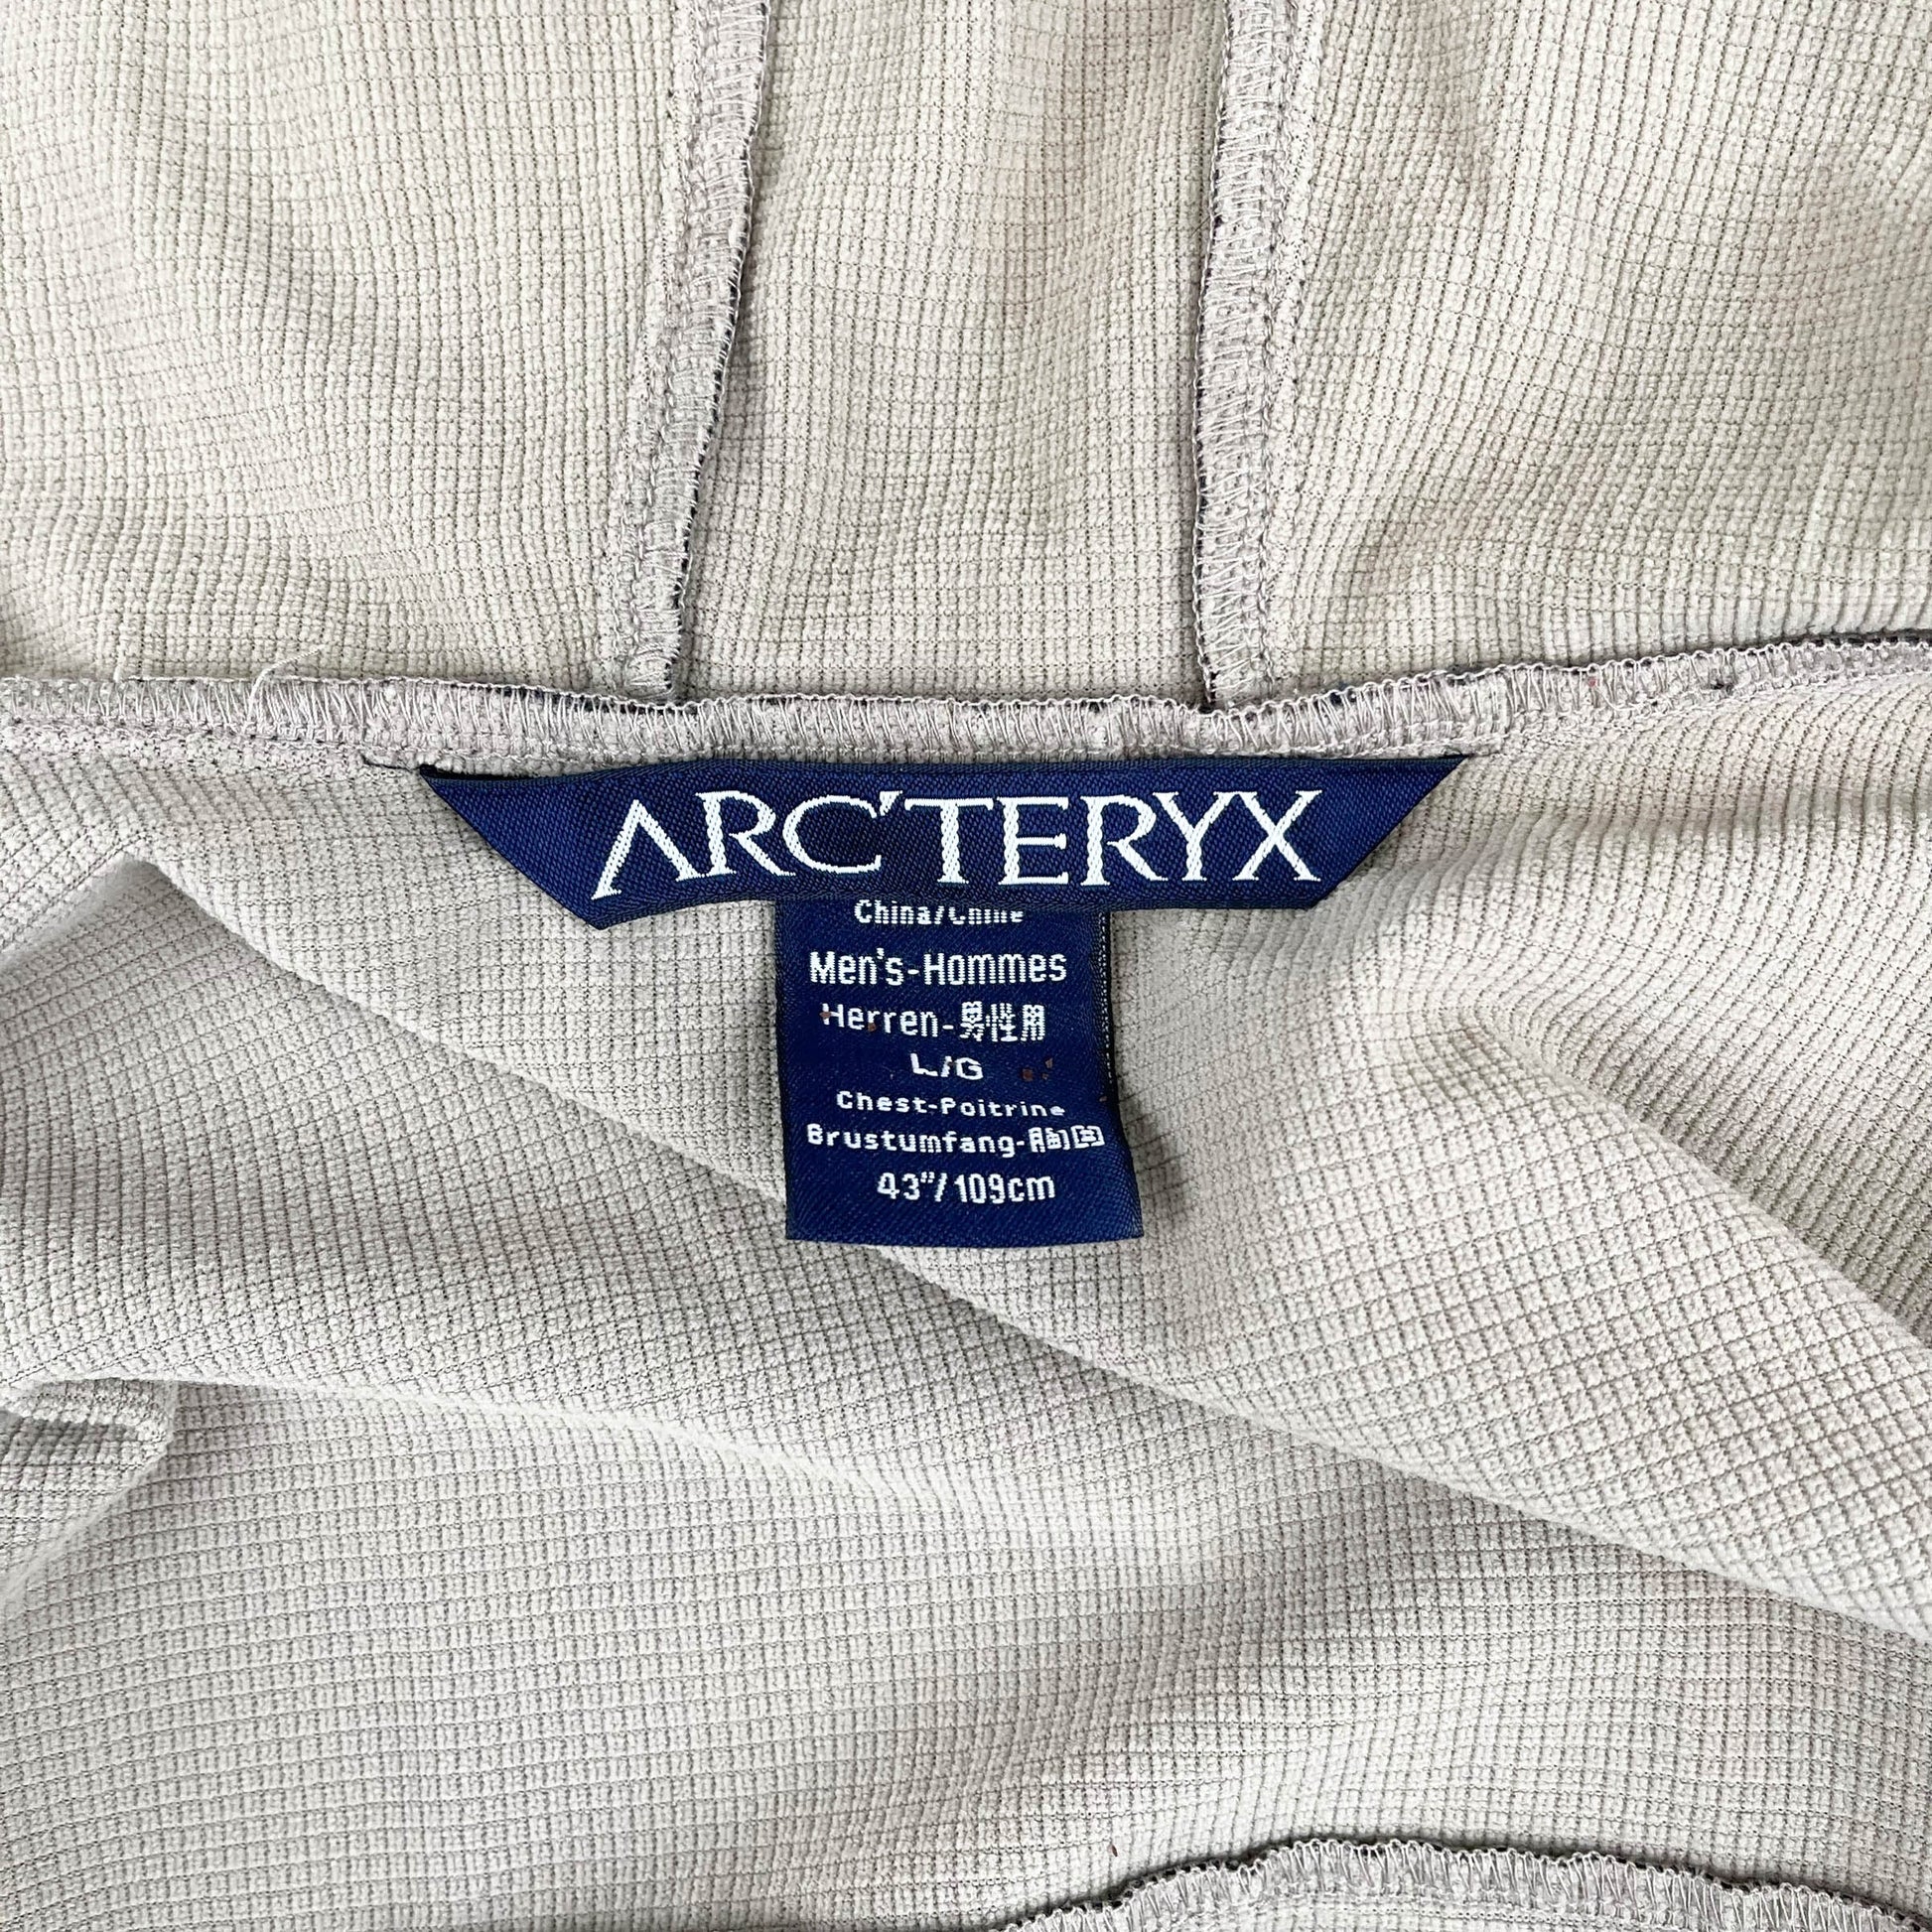 ARC'TERYX
China/Chine
Men's-Hommes
Herren-男性用
L/G
Chest-Poitrine
Brustumfang-胸囲
43"/109cm